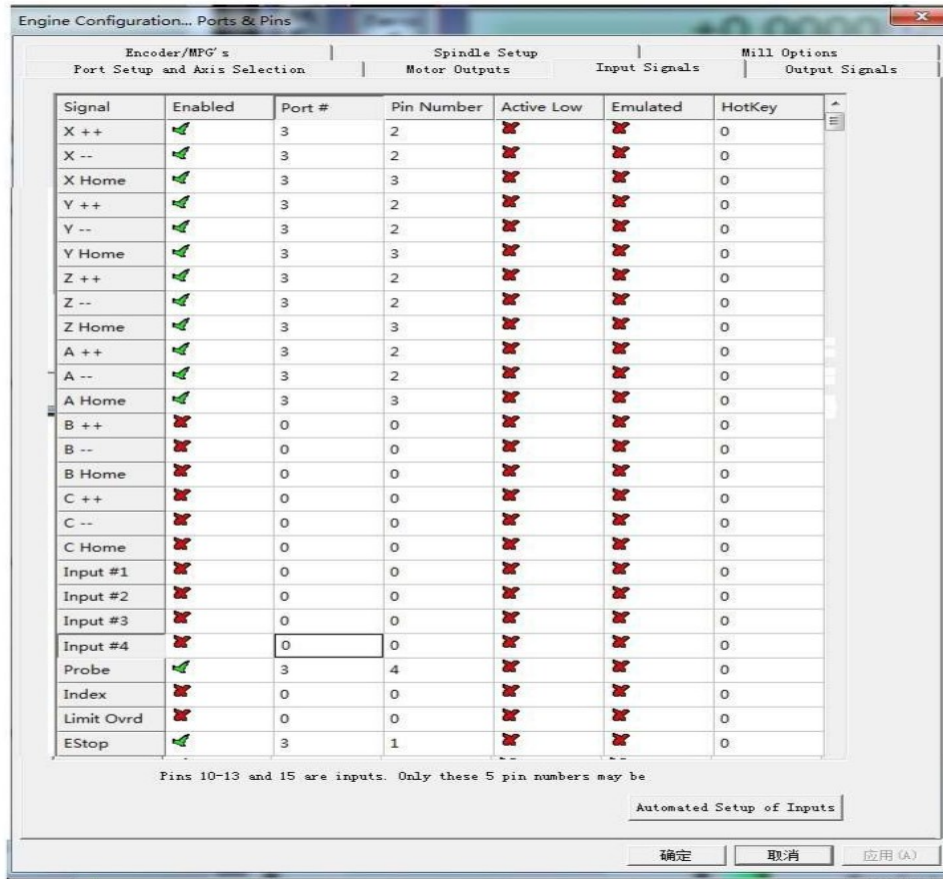 Engine Configuration... Ports & Pins
Encoder/MPG's Spindle Setup Mill Options
Port Setup and Axis Selection Motor Outputs Input Signals Output Signals
Signal Enabled Port # Pin Number Active Low Emulated HotKey
X ++ 3 2 0
X -- 3 2 0
X Home 3 3 0
Y ++ 3 2 0
Y -- 3 2 0
Y Home 3 3 0
Z ++ 3 2 0
Z -- 3 2 0
Z Home 3 3 0
A ++ 3 2 0
A -- 3 2 0
A Home 3 3 0
B ++ 0 0 0
B -- 0 0 0
B Home 0 0 0
C ++ 0 0 0
C -- 0 0 0
C Home 0 0 0
Input #1 0 0 0
Input #2 0 0 0
Input #3 0 0 0
Input #4 0 0 0
Probe 3 4 0
Index 0 0 0
Limit Ovrd 0 0 0
EStop 3 1 0
Pins 10-13 and 15 are inputs. Only these 5 pin numbers may be
Automated Setup of Inputs
确定 取消 应用(A)